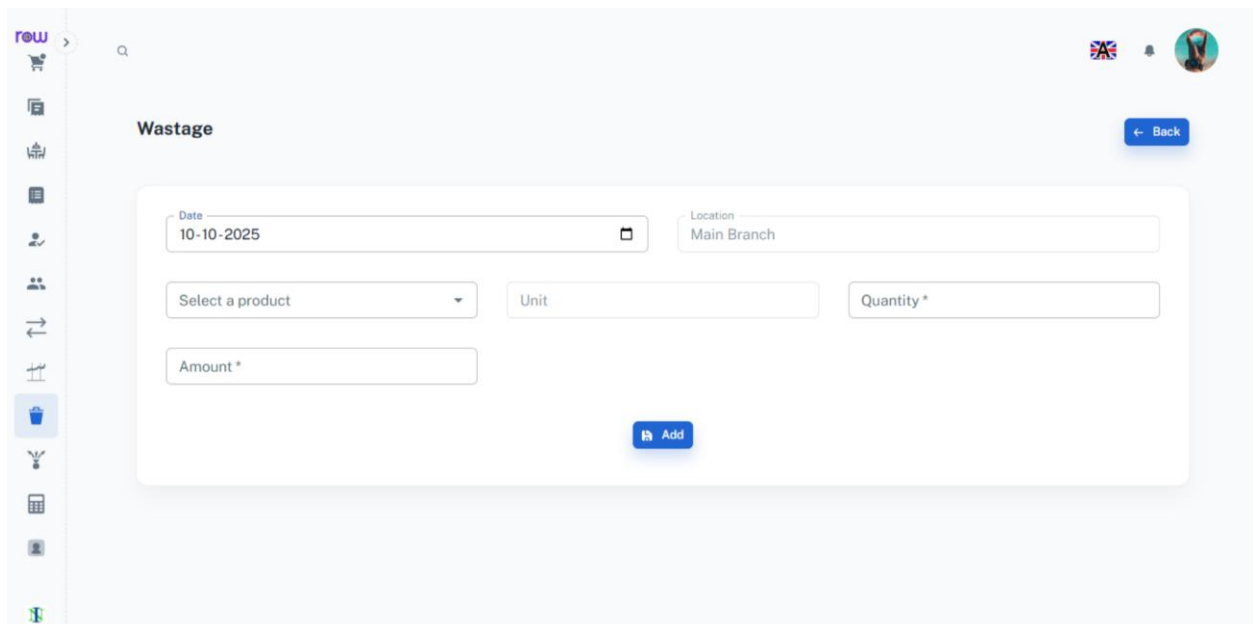 row
A
Wastage
← Back
Date
10-10-2025
Location
Main Branch
Select a product
Unit
Quantity *
Amount *
Add